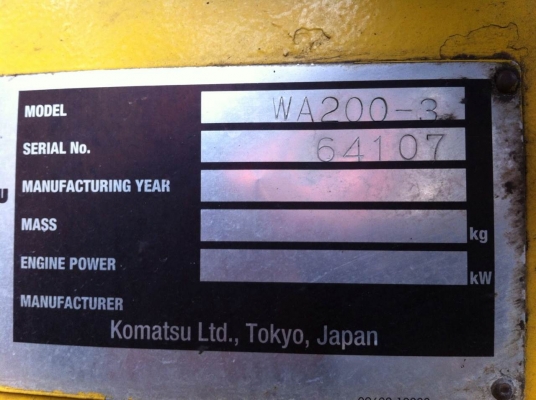 MODEL WA200-3
SERIAL No. 64107
MANUFACTURING YEAR
MASS kg
ENGINE POWER kW
MANUFACTURER
Komatsu Ltd., Tokyo, Japan